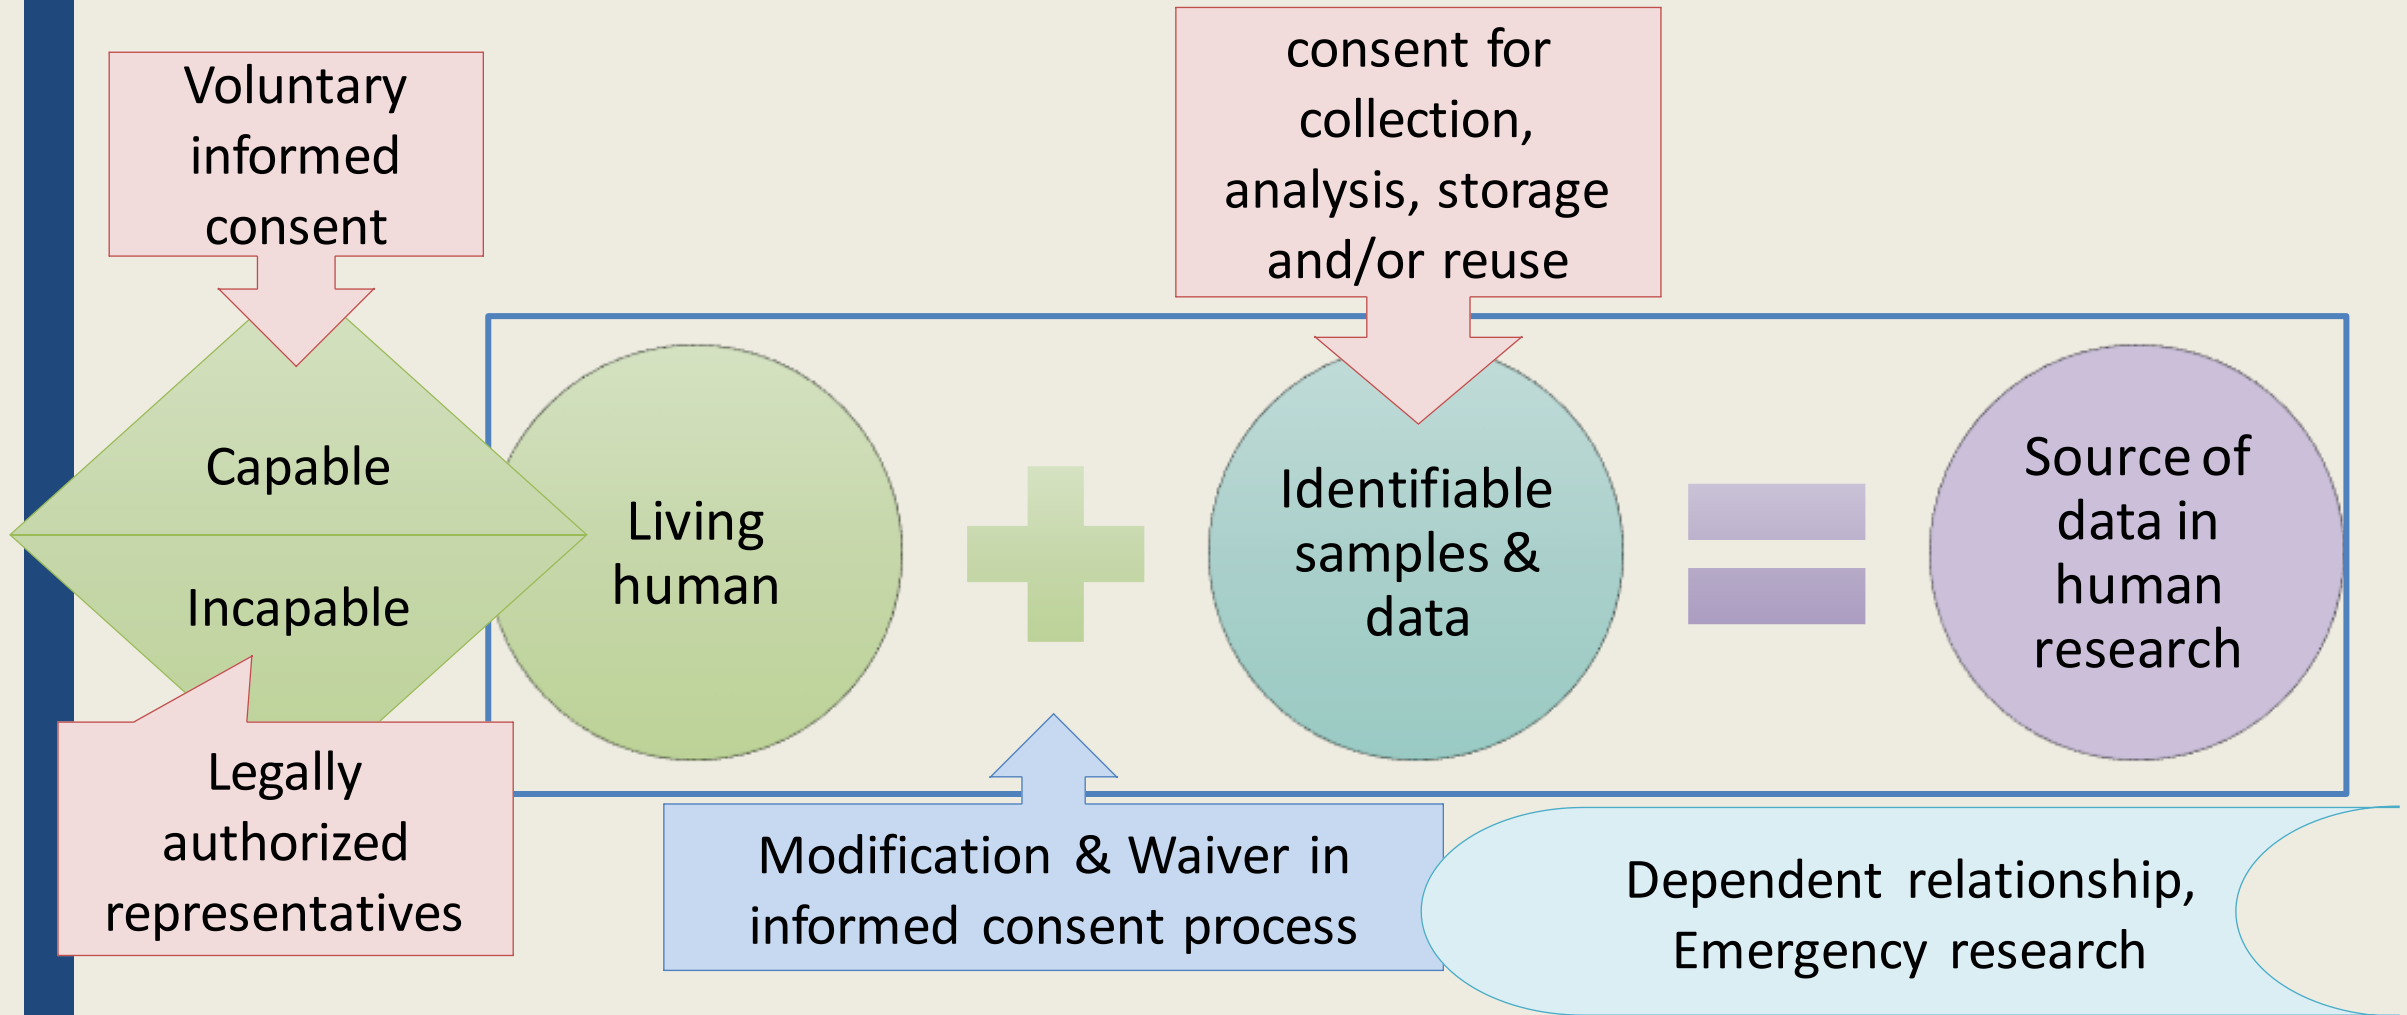 Voluntary
informed
consent
consent for
collection,
analysis, storage
and/or reuse
Capable
Incapable
Living
human
Identifiable
samples &
data
Source of
data in
human
research
Legally
authorized
representatives
Modification & Waiver in
informed consent process
Dependent relationship,
Emergency research